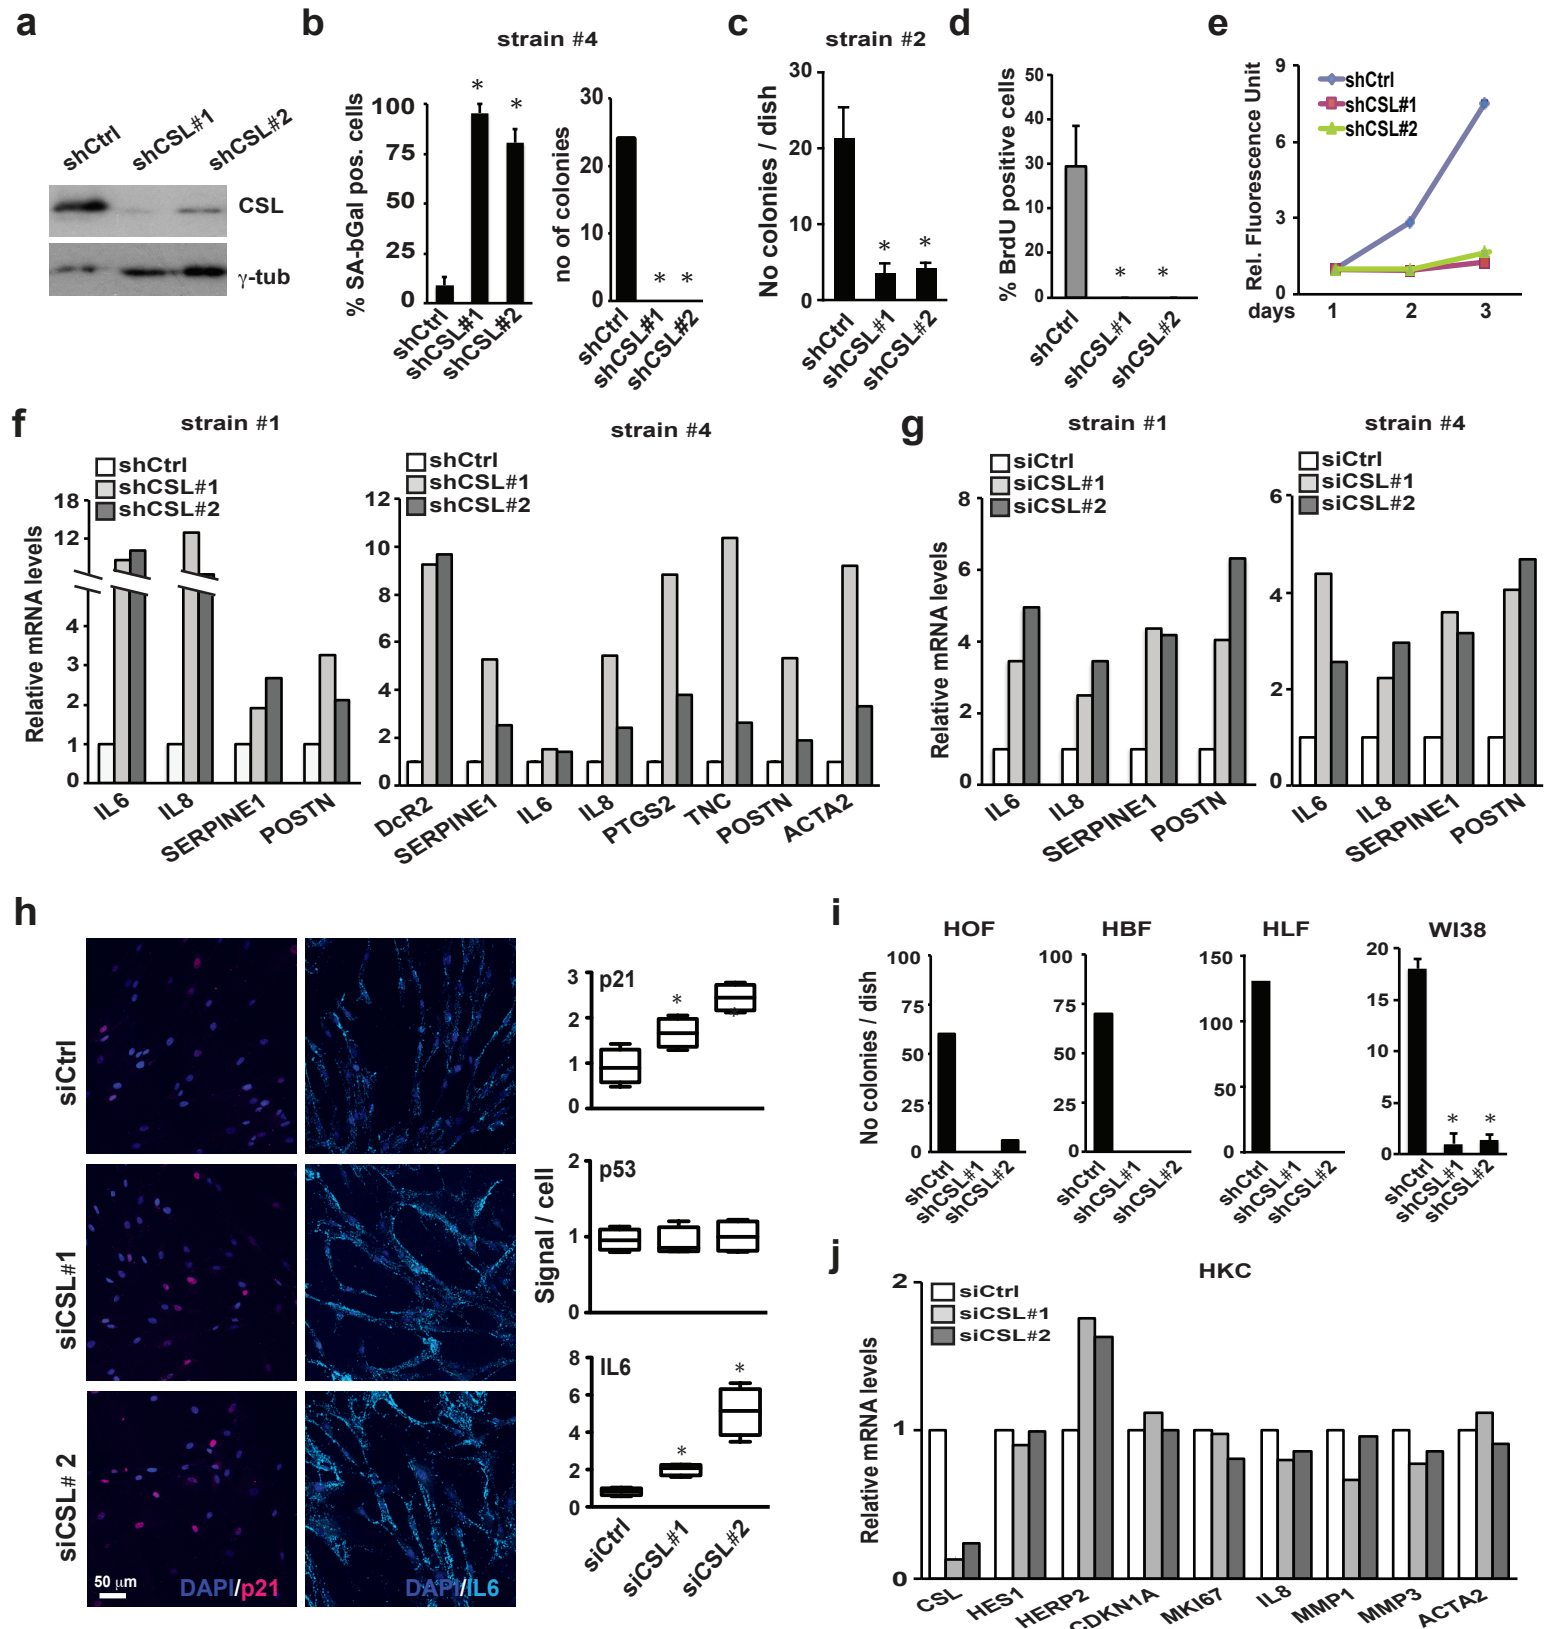 a
shCtrl
shCSL#1
shCSL#2
CSL
γ-tub
b
strain #4
% SA-bGal pos. cells
100
75
50
25
0
*
*
shCtrl
shCSL#1
shCSL#2
no of colonies
30
20
10
0
*
*
shCtrl
shCSL#1
shCSL#2
c
strain #2
No colonies / dish
30
20
10
0
*
*
shCtrl
shCSL#1
shCSL#2
d
% BrdU positive cells
50
40
30
10
20
0
*
*
shCtrl
shCSL#1
shCSL#2
e
Rel. Fluorescence Unit
9
6
3
0
shCtrl
shCSL#1
shCSL#2
days 1 2 3
f
strain #1
shCtrl
shCSL#1
shCSL#2
Relative mRNA levels
18
12
4
3
2
1
0
IL6
IL8
SERPINE1
POSTN
strain #4
shCtrl
shCSL#1
shCSL#2
12
10
8
6
4
2
0
DcR2
SERPINE1
IL6
IL8
PTGS2
TNC
POSTN
ACTA2
g
strain #1
siCtrl
siCSL#1
siCSL#2
Relative mRNA levels
8
6
4
2
0
IL6
IL8
SERPINE1
POSTN
strain #4
siCtrl
siCSL#1
siCSL#2
6
4
2
0
IL6
IL8
SERPINE1
POSTN
h
siCtrl
siCSL#1
siCSL# 2
50 μm
DAPI/p21
DAPI/IL6
Signal / cell
p21
3
2
1
0
*
*
p53
2
1
0
IL6
8
6
4
2
0
*
*
siCtrl
siCSL#1
siCSL#2
i
No colonies / dish
HOF
100
75
50
25
0
shCtrl
shCSL#1
shCSL#2
HBF
100
75
50
25
0
shCtrl
shCSL#1
shCSL#2
HLF
150
100
50
0
shCtrl
shCSL#1
shCSL#2
WI38
20
15
10
5
0
*
*
shCtrl
shCSL#1
shCSL#2
j
HKC
siCtrl
siCSL#1
siCSL#2
Relative mRNA levels
2
1
0
CSL
HES1
HERP2
CDKN1A
MKI67
IL8
MMP1
MMP3
ACTA2